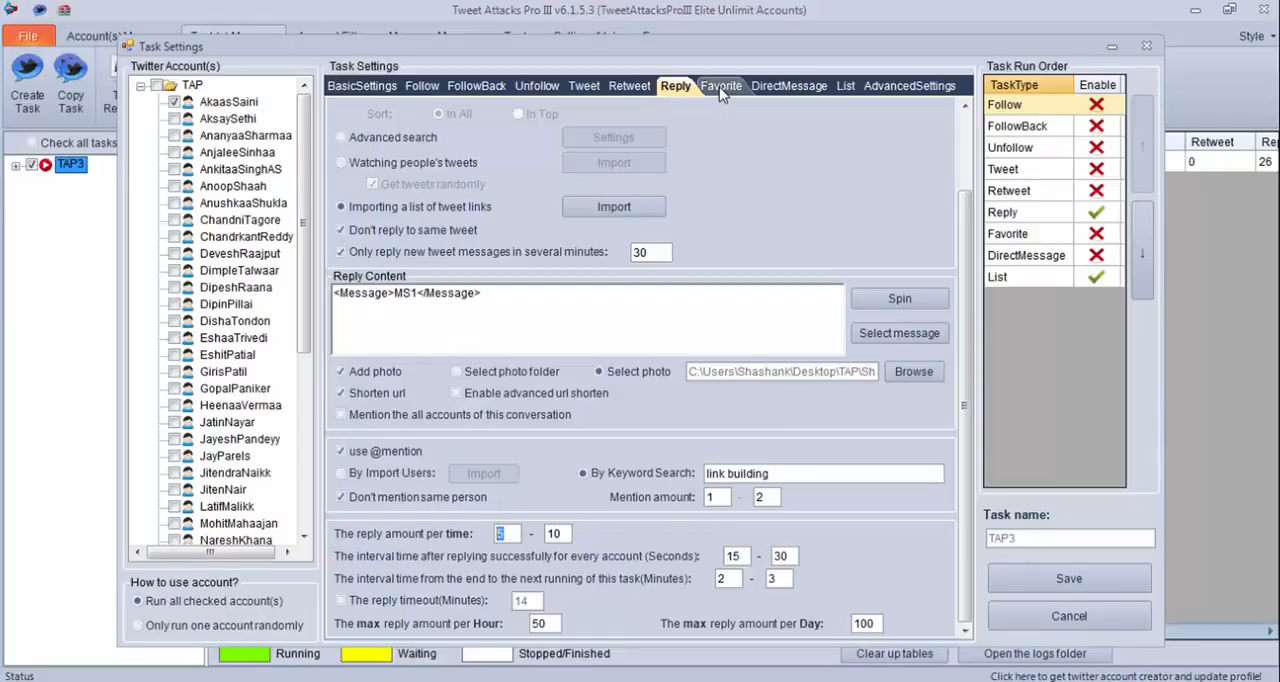 Tweet Attacks Pro III v6.1.5.3 (TweetAttacksProIII Elite Unlimit Accounts)
File
Account(s)
Style
Create Task
Copy Task
Check all tasks
TAP3
Retweet
0
26
Task Settings
Twitter Account(s)
TAP
AkaasSaini
AksaySethi
AnanyaaSharmaa
AnjaleeSinhaa
AnkitaaSinghAS
AnoopShaah
AnushkaaShukla
ChandniTagore
ChandrkantReddy
DeveshRaajput
DimpleTalwaar
DipeshRaana
DipinPillai
DishaTondon
EshaaTrivedi
EshitPatial
GirisPatil
GopalPaniker
HeenaaVermaa
JatinNayar
JayeshPandeyy
JayParels
JitendraNaikk
JitenNair
LatifMalikk
MohitMahaajan
NareshKhana
How to use account?
Run all checked account(s)
Only run one account randomly
Task Settings
BasicSettings Follow FollowBack Unfollow Tweet Retweet Reply Favorite DirectMessage List AdvancedSettings
Sort: In All In Top
Advanced search Settings
Watching people's tweets Import
Get tweets randomly
Importing a list of tweet links Import
Don't reply to same tweet
Only reply new tweet messages in several minutes: 30
Reply Content
<Message>MS1</Message>
Spin
Select message
Add photo Select photo folder Select photo C:\Users\Shashank\Desktop\TAP\Sh Browse
Shorten url Enable advanced url shorten
Mention the all accounts of this conversation
use @mention
By Import Users: Import By Keyword Search: link building
Don't mention same person Mention amount: 1 - 2
The reply amount per time: 5 - 10
The interval time after replying successfully for every account (Seconds): 15 - 30
The interval time from the end to the next running of this task(Minutes): 2 - 3
The reply timeout(Minutes): 14
The max reply amount per Hour: 50 The max reply amount per Day: 100
Task Run Order
TaskType Enable
Follow
FollowBack
Unfollow
Tweet
Retweet
Reply
Favorite
DirectMessage
List
Task name:
TAP3
Save
Cancel
Running Waiting Stopped/Finished Clear up tables Open the logs folder
Status Click here to get twitter account creator and update profile!